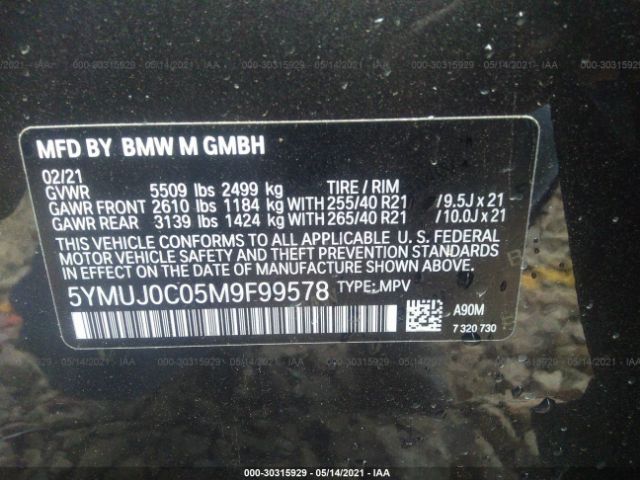 MFD BY BMW M GMBH
02/21
GVWR 5509 lbs 2499 kg TIRE / RIM
GAWR FRONT 2610 lbs 1184 kg WITH 255/40 R21 /9.5J x 21
GAWR REAR 3139 lbs 1424 kg WITH 265/40 R21 /10.0J x 21
THIS VEHICLE CONFORMS TO ALL APPLICABLE U. S. FEDERAL
MOTOR VEHICLE SAFETY AND THEFT PREVENTION STANDARDS
IN EFFECT ON THE DATE OF MANUFACTURE SHOWN ABOVE.
5YMUJ0C05M9F99578 TYPE: MPV
A90M
7 320 730
000-30315929 - 05/14/2021 - IAA